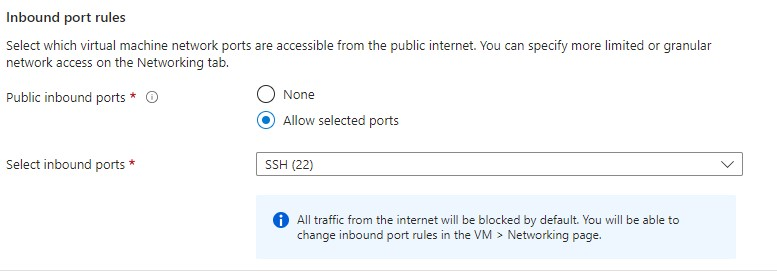 Inbound port rules
Select which virtual machine network ports are accessible from the public internet. You can specify more limited or granular
network access on the Networking tab.
Public inbound ports *
None
Allow selected ports
Select inbound ports *
SSH (22)
All traffic from the internet will be blocked by default. You will be able to
change inbound port rules in the VM > Networking page.